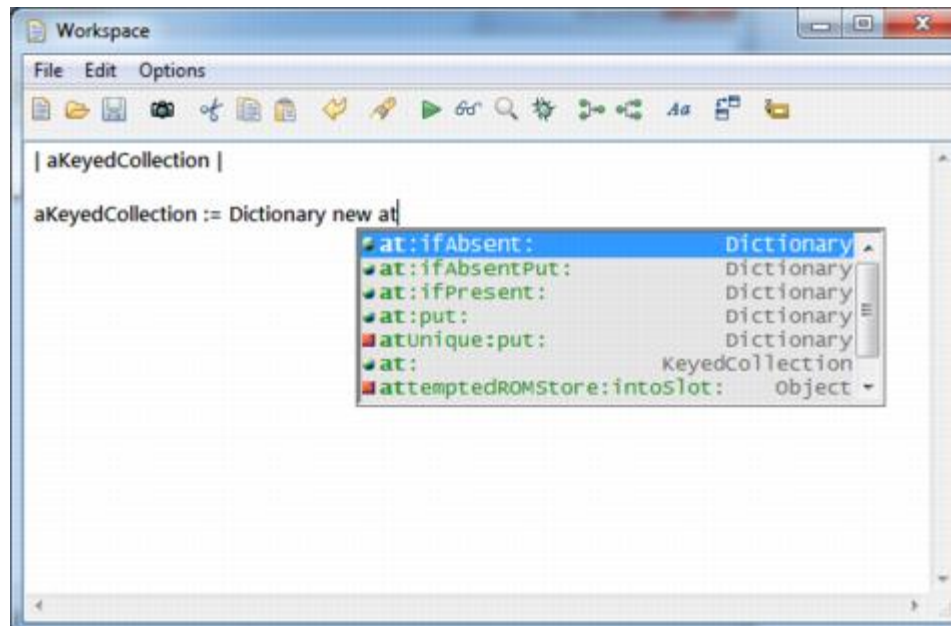 Workspace
File Edit Options
Aa
| aKeyedCollection |
aKeyedCollection := Dictionary new at
at:ifAbsent: Dictionary
at:ifAbsentPut: Dictionary
at:ifPresent: Dictionary
at:put: Dictionary
atUnique:put: Dictionary
at: KeyedCollection
attemptedROMStore:intoSlot: Object